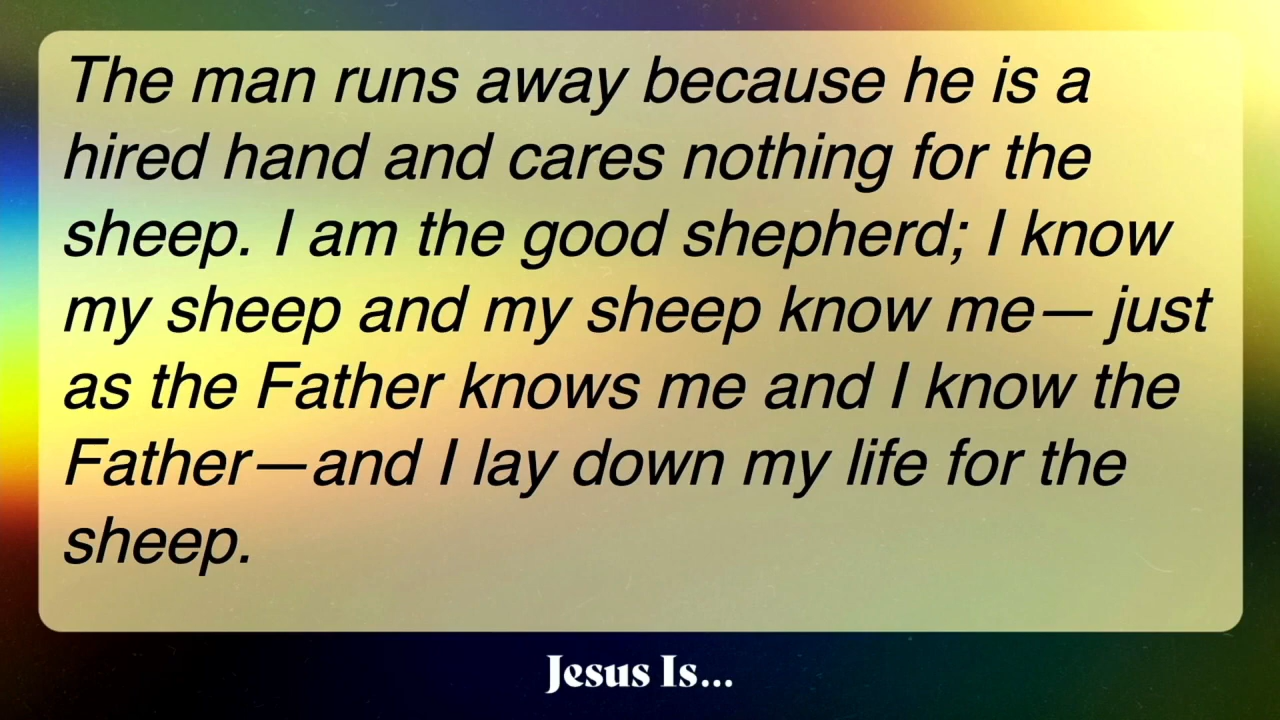 The man runs away because he is a
hired hand and cares nothing for the
sheep. I am the good shepherd; I know
my sheep and my sheep know me— just
as the Father knows me and I know the
Father—and I lay down my life for the
sheep.
Jesus Is...